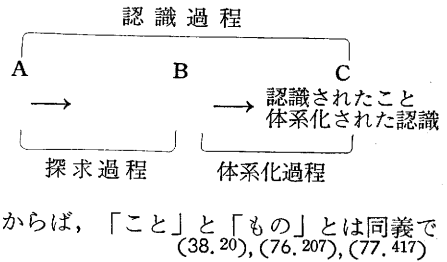 認識過程
A B C
認識されたこと
体系化された認識
探求過程 体系化過程
からば，「こと」と「もの」とは同義で
(38.20),(76.207),(77.417)